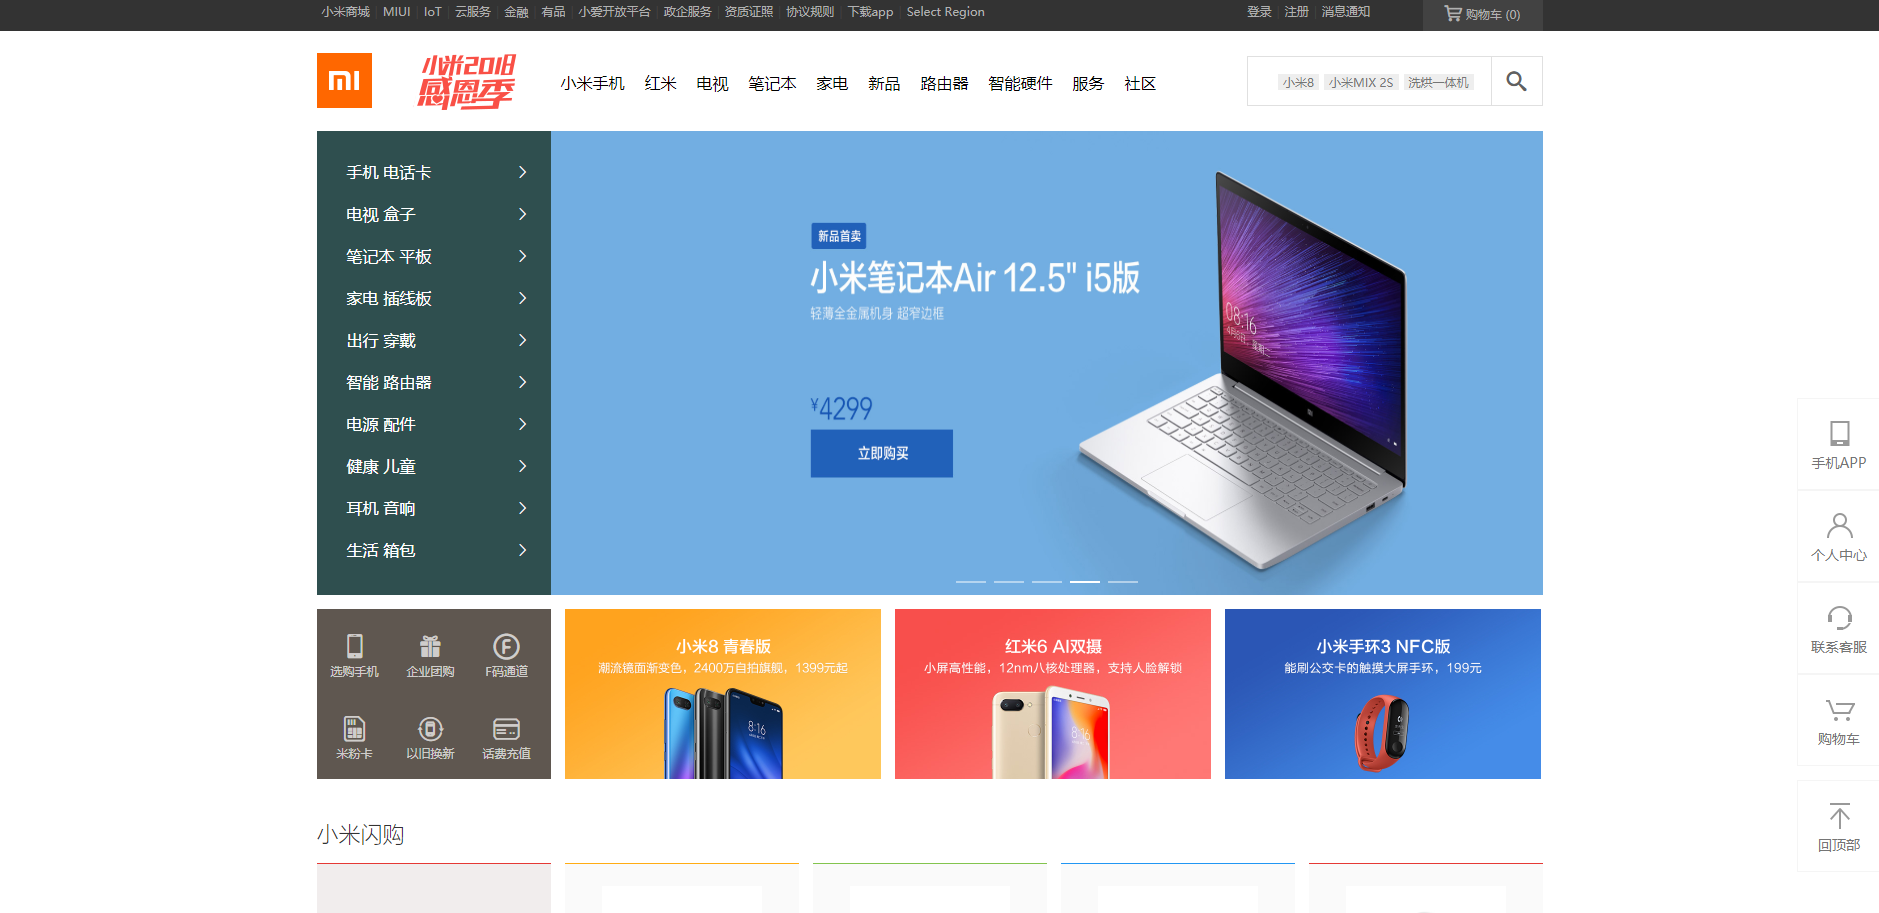 小米商城 MIUI IoT 云服务 金融 有品 小爱开放平台 政企服务 资质证照 协议规则 下载app Select Region 登录 注册 消息通知 购物车 (0)
小米2018
感恩季
小米手机 红米 电视 笔记本 家电 新品 路由器 智能硬件 服务 社区
小米8 小米MIX 2S 洗烘一体机
手机 电话卡
电视 盒子
笔记本 平板
家电 插线板
出行 穿戴
智能 路由器
电源 配件
健康 儿童
耳机 音响
生活 箱包
新品首卖
小米笔记本Air 12.5" i5版
轻薄全金属机身 超窄边框
¥4299
立即购买
08:16
手机APP
个人中心
联系客服
购物车
回顶部
选购手机 企业团购 F码通道
米粉卡 以旧换新 话费充值
小米8 青春版
潮流镜面渐变色，2400万自拍旗舰，1399元起
8:16
红米6 AI双摄
小屏高性能，12nm八核处理器，支持人脸解锁
8:16
小米手环3 NFC版
能刷公交卡的触摸大屏手环，199元
小米闪购